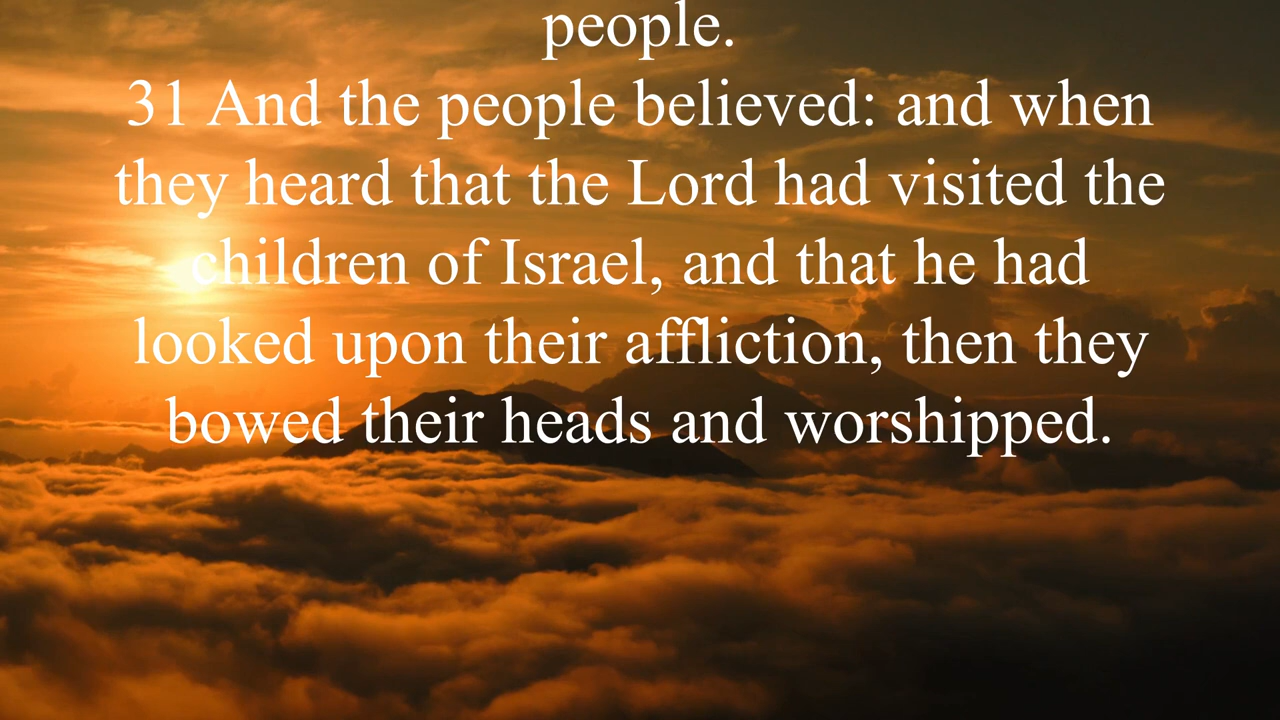 people.
31 And the people believed: and when
they heard that the Lord had visited the
children of Israel, and that he had
looked upon their affliction, then they
bowed their heads and worshipped.